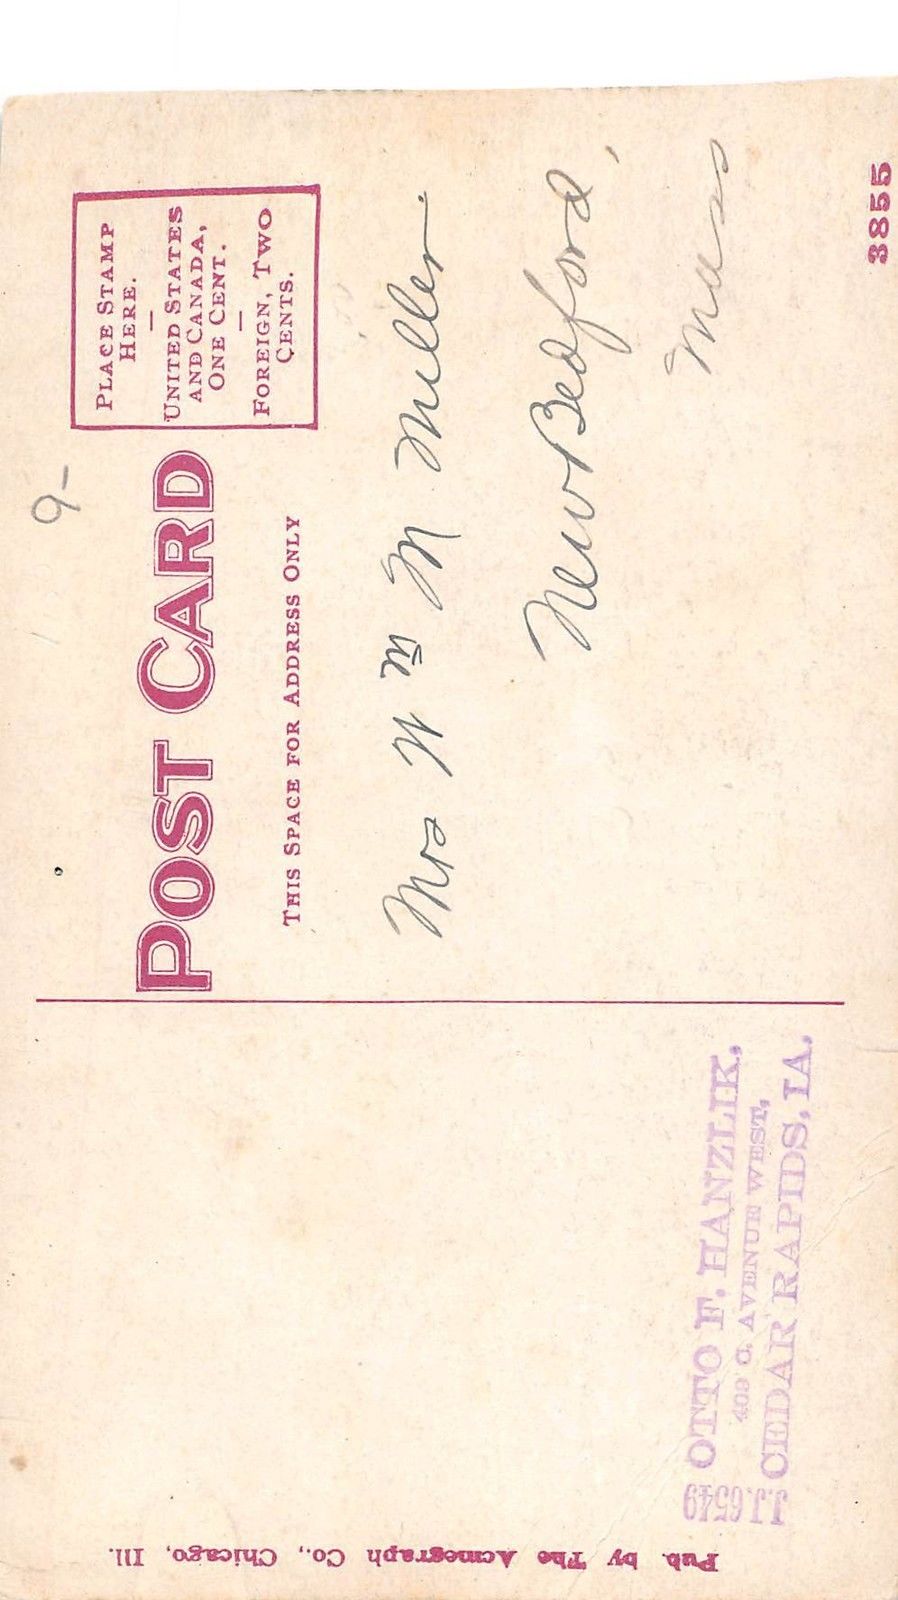 9-
POST CARD
THIS SPACE FOR ADDRESS ONLY
PLACE STAMP
HERE.
UNITED STATES
AND CANADA,
ONE CENT.
FOREIGN, TWO
CENTS.
Mrs Wm M Miller
New Bedford,
Mass
3855
Pub. by The Acmegraph Co., Chicago, Ill.
J.J.6549
OTTO F. HANZLIK,
409 C. AVENUE WEST,
CEDAR RAPIDS, IA.